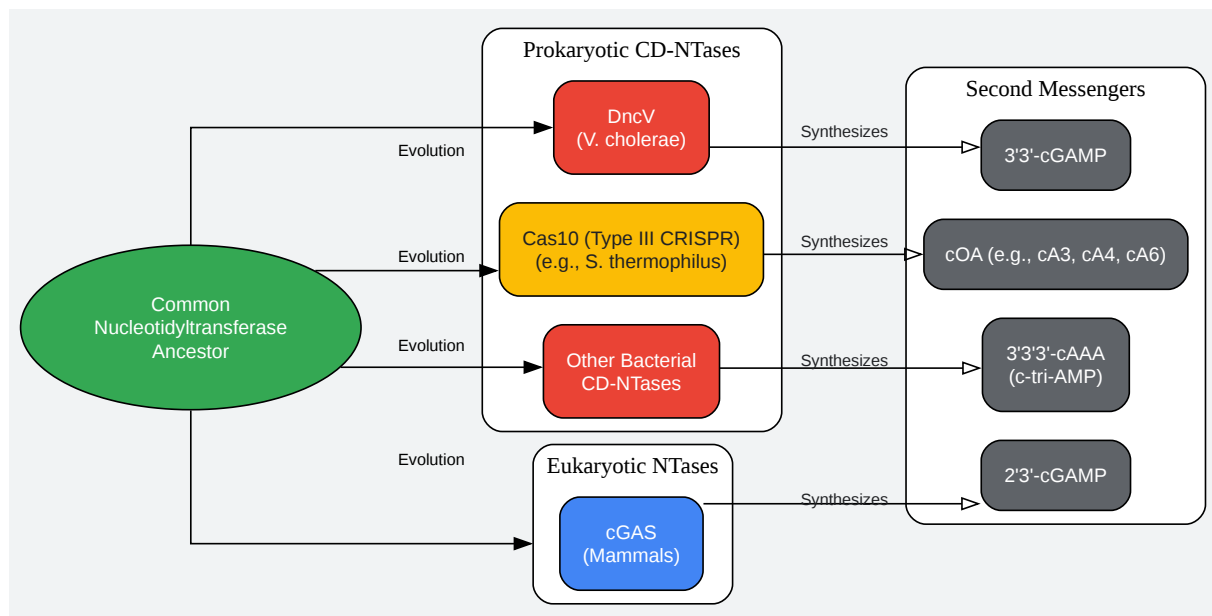 Prokaryotic CD-NTases
DncV
(V. cholerae)
Cas10 (Type III CRISPR)
(e.g., S. thermophilus)
Other Bacterial
CD-NTases
Eukaryotic NTases
cGAS
(Mammals)
Second Messengers
3'3'-cGAMP
cOA (e.g., cA3, cA4, cA6)
3'3'3'-cAAA
(c-tri-AMP)
2'3'-cGAMP
Common
Nucleotidyltransferase
Ancestor
Evolution
Evolution
Evolution
Evolution
Synthesizes
Synthesizes
Synthesizes
Synthesizes